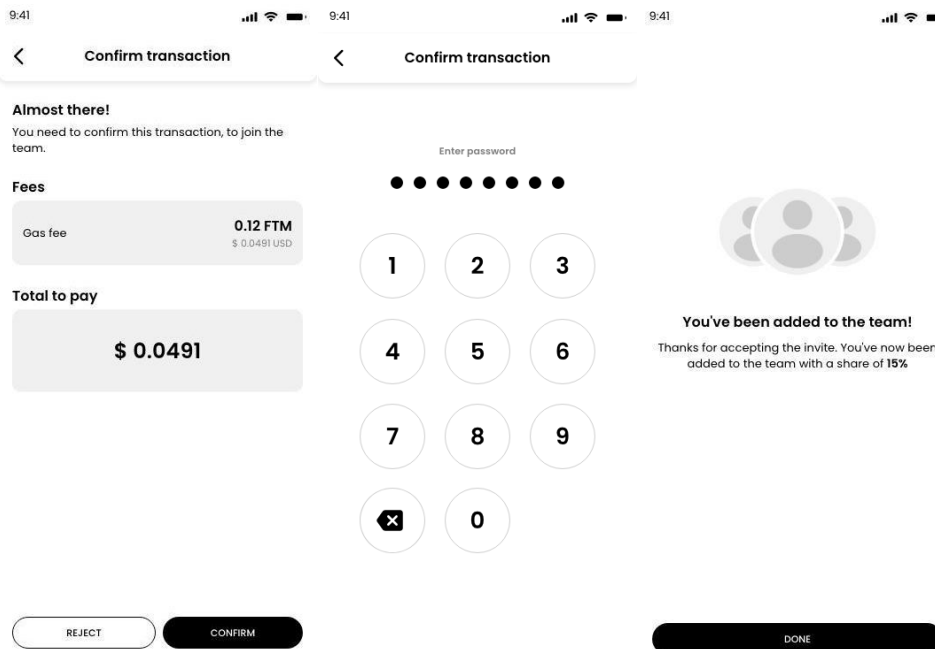 9:41
Confirm transaction
Almost there!
You need to confirm this transaction, to join the
team.
Fees
Gas fee
0.12 FTM
$ 0.0491 USD
Total to pay
$ 0.0491
REJECT
CONFIRM
9:41
Confirm transaction
Enter password
1 2 3
4 5 6
7 8 9
0
9:41
You've been added to the team!
Thanks for accepting the invite. You've now been
added to the team with a share of 15%
DONE